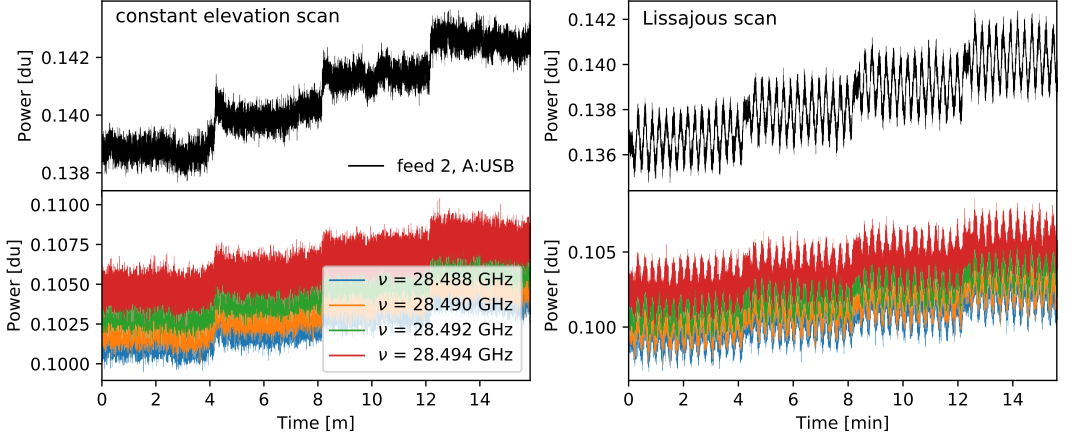 constant elevation scan
Power [du]
0.142
0.140
0.138
feed 2, A:USB
Power [du]
0.1100
0.1075
0.1050
0.1025
0.1000
ν = 28.488 GHz
ν = 28.490 GHz
ν = 28.492 GHz
ν = 28.494 GHz
0 2 4 6 8 10 12 14
Time [m]
Lissajous scan
Power [du]
0.142
0.140
0.138
0.136
Power [du]
0.105
0.100
0 2 4 6 8 10 12 14
Time [min]